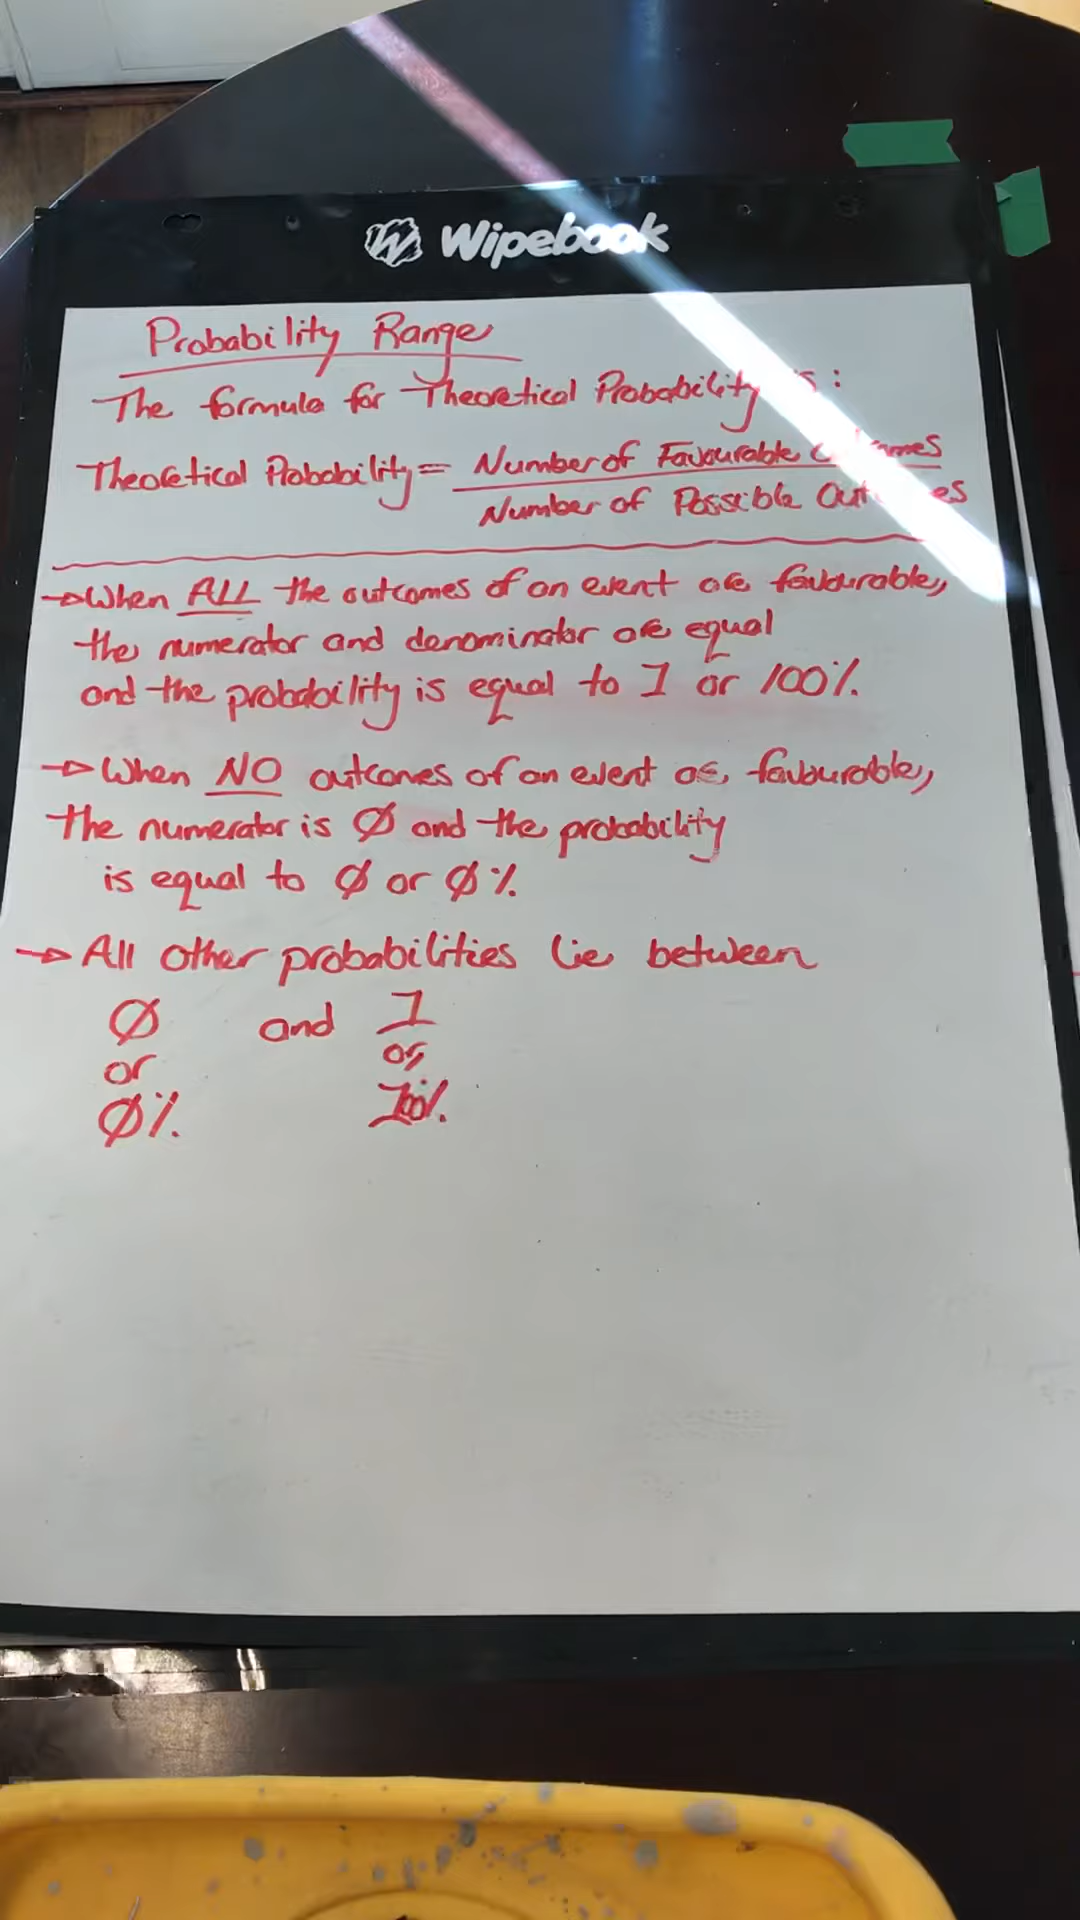 Wipebook
Probability Range
The formula for Theoretical Probability is:
Theoretical Probability = Number of Favourable Outcomes
Number of Possible Outcomes
→ When ALL the outcomes of an event are favourable,
the numerator and denominator are equal
and the probability is equal to 1 or 100%.
→ When NO outcomes of an event are favourable,
the numerator is Ø and the probability
is equal to Ø or Ø%.
→ All other probabilities lie between
Ø and 1
or or
Ø%. 100%.